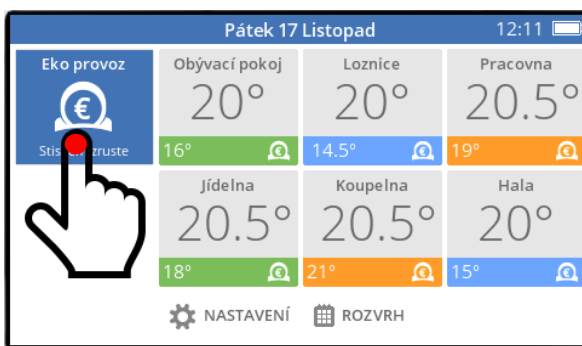 Pátek 17 Listopad
12:11
Eko provoz
€
zruste
Obývací pokoj
20°
16° €
Loznice
20°
14.5° €
Pracovna
20.5°
19° €
Jídelna
20.5°
18° €
Koupelna
20.5°
21° €
Hala
20°
15° €
NASTAVENÍ
ROZVRH